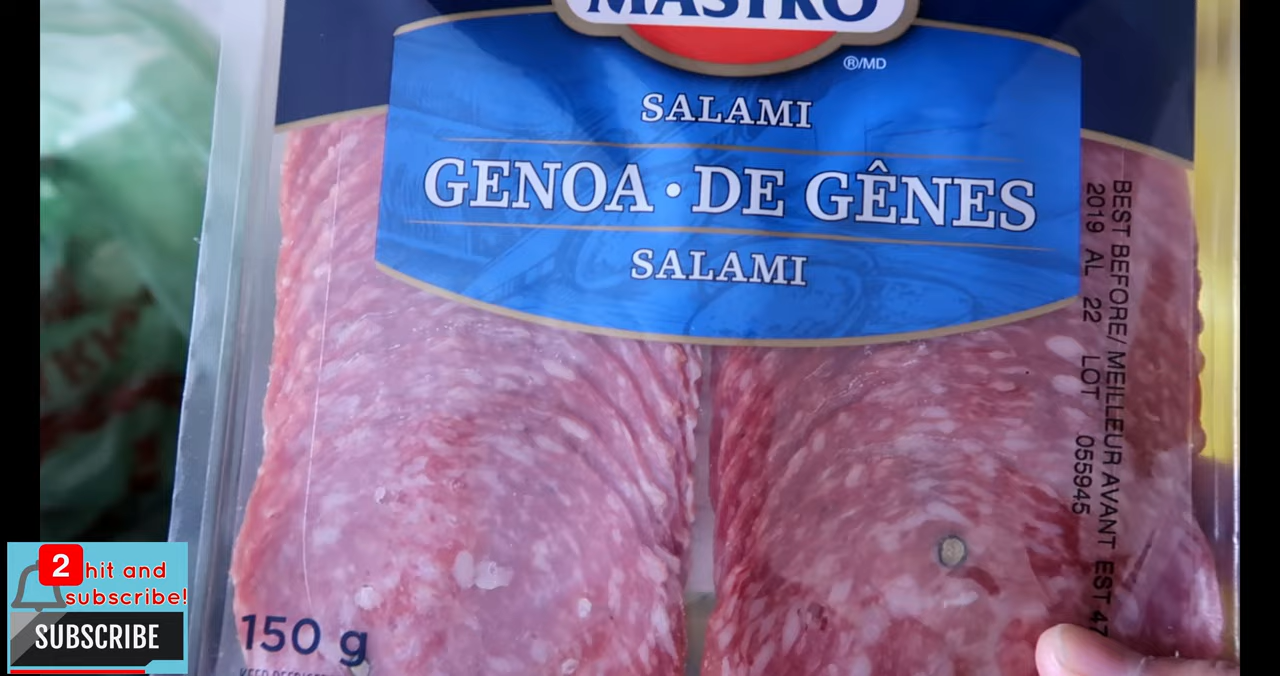 MASTRO
®/MD
SALAMI
GENOA • DE GÊNES
SALAMI
BEST BEFORE/ MEILLEUR AVANT EST 47
2019 AL 22 LOT 055945
150 g
2 hit and
subscribe!
SUBSCRIBE